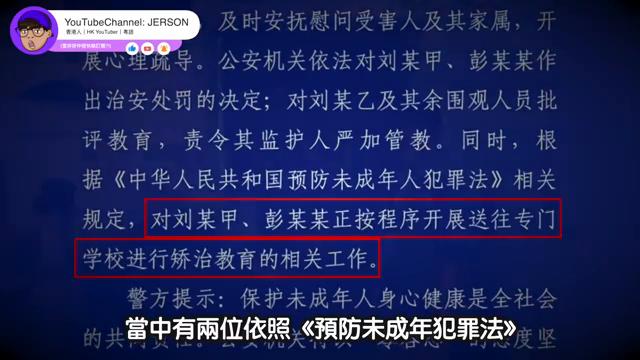 YouTubeChannel: JERSON
香港人 | HK YouTuber | 粵語
及时安抚慰问受害人及其家属，开
展心理疏导。公安机关依法对刘某甲、彭某某作
出治安处罚的决定；对刘某乙及其余围观人员批
评教育，责令其监护人严加管教。同时，根
据《中华人民共和国预防未成年人犯罪法》相关
规定，对刘某甲、彭某某正按程序开展送往专门
学校进行矫治教育的相关工作。
警方提示：保护未成年人身心健康是全社会
當中有兩位依照《預防未成年犯罪法》
的共同责任。公安机关将以